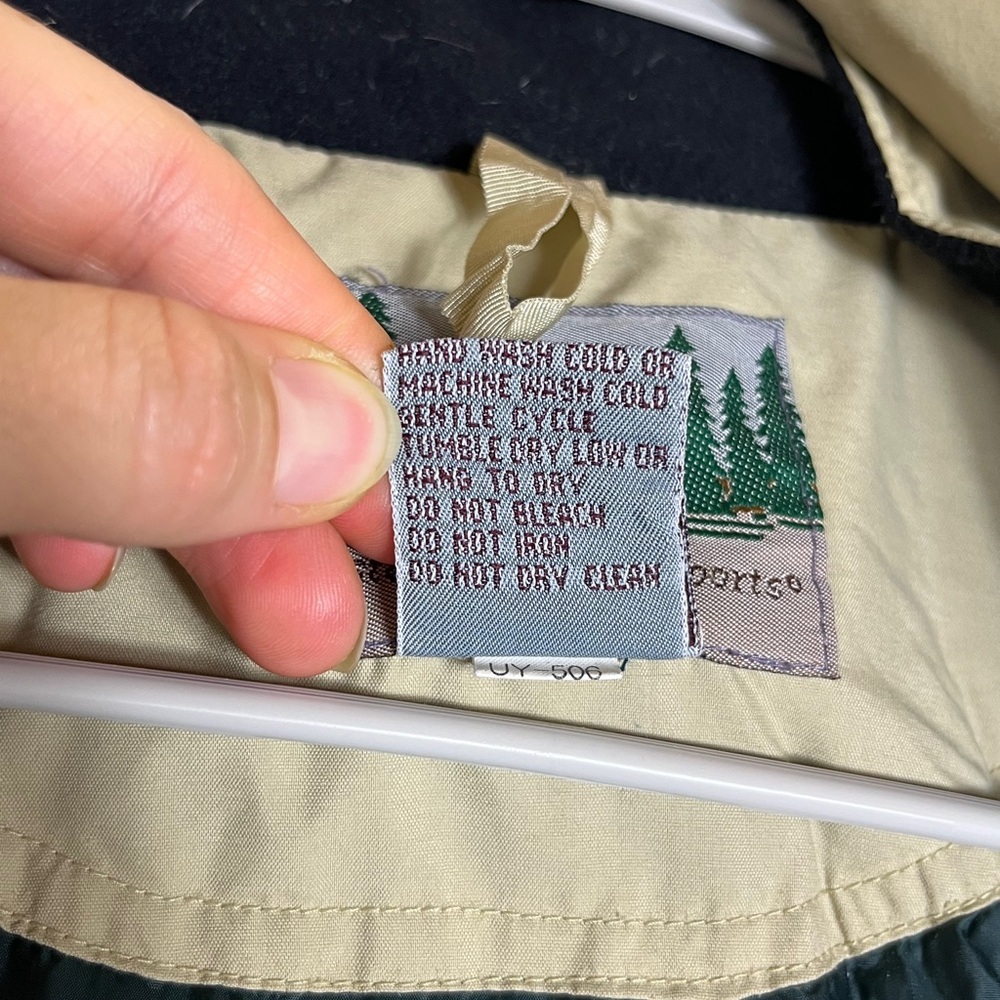 HAND WASH COLD OR
MACHINE WASH COLD
GENTLE CYCLE
TUMBLE DRY LOW OR
HANG TO DRY
DO NOT BLEACH
DO NOT IRON
DO NOT DRY CLEAN
ports®
UY-506